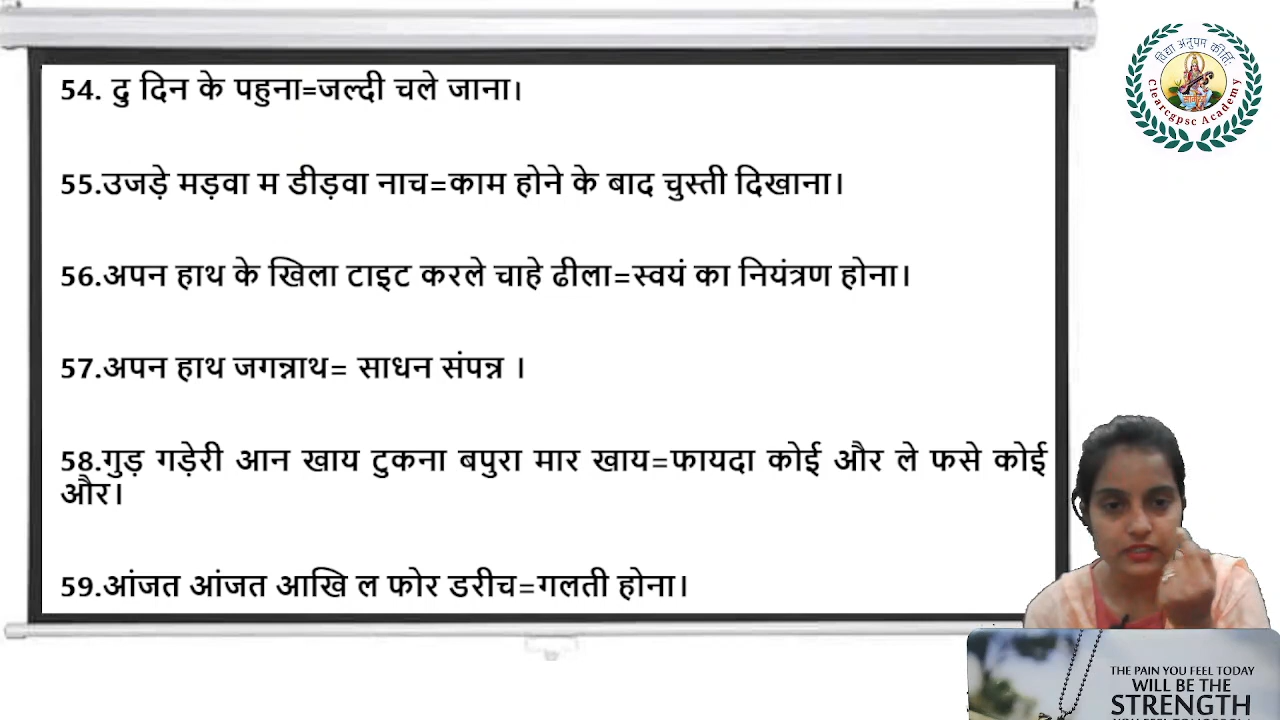 54. दु दिन के पहुना=जल्दी चले जाना।
55.उजड़े मड़वा म डीड़वा नाच=काम होने के बाद चुस्ती दिखाना।
56.अपन हाथ के खिला टाइट करले चाहे ढीला=स्वयं का नियंत्रण होना।
57.अपन हाथ जगन्नाथ= साधन संपन्न ।
58.गुड़ गड़ेरी आन खाय टुकना बपुरा मार खाय=फायदा कोई और ले फसे कोई
और।
59.आंजत आंजत आखि ल फोर डरीच=गलती होना।
विद्या अनुपम कीर्ति
Clearcgpsc Academy
THE PAIN YOU FEEL TODAY
WILL BE THE
STRENGTH